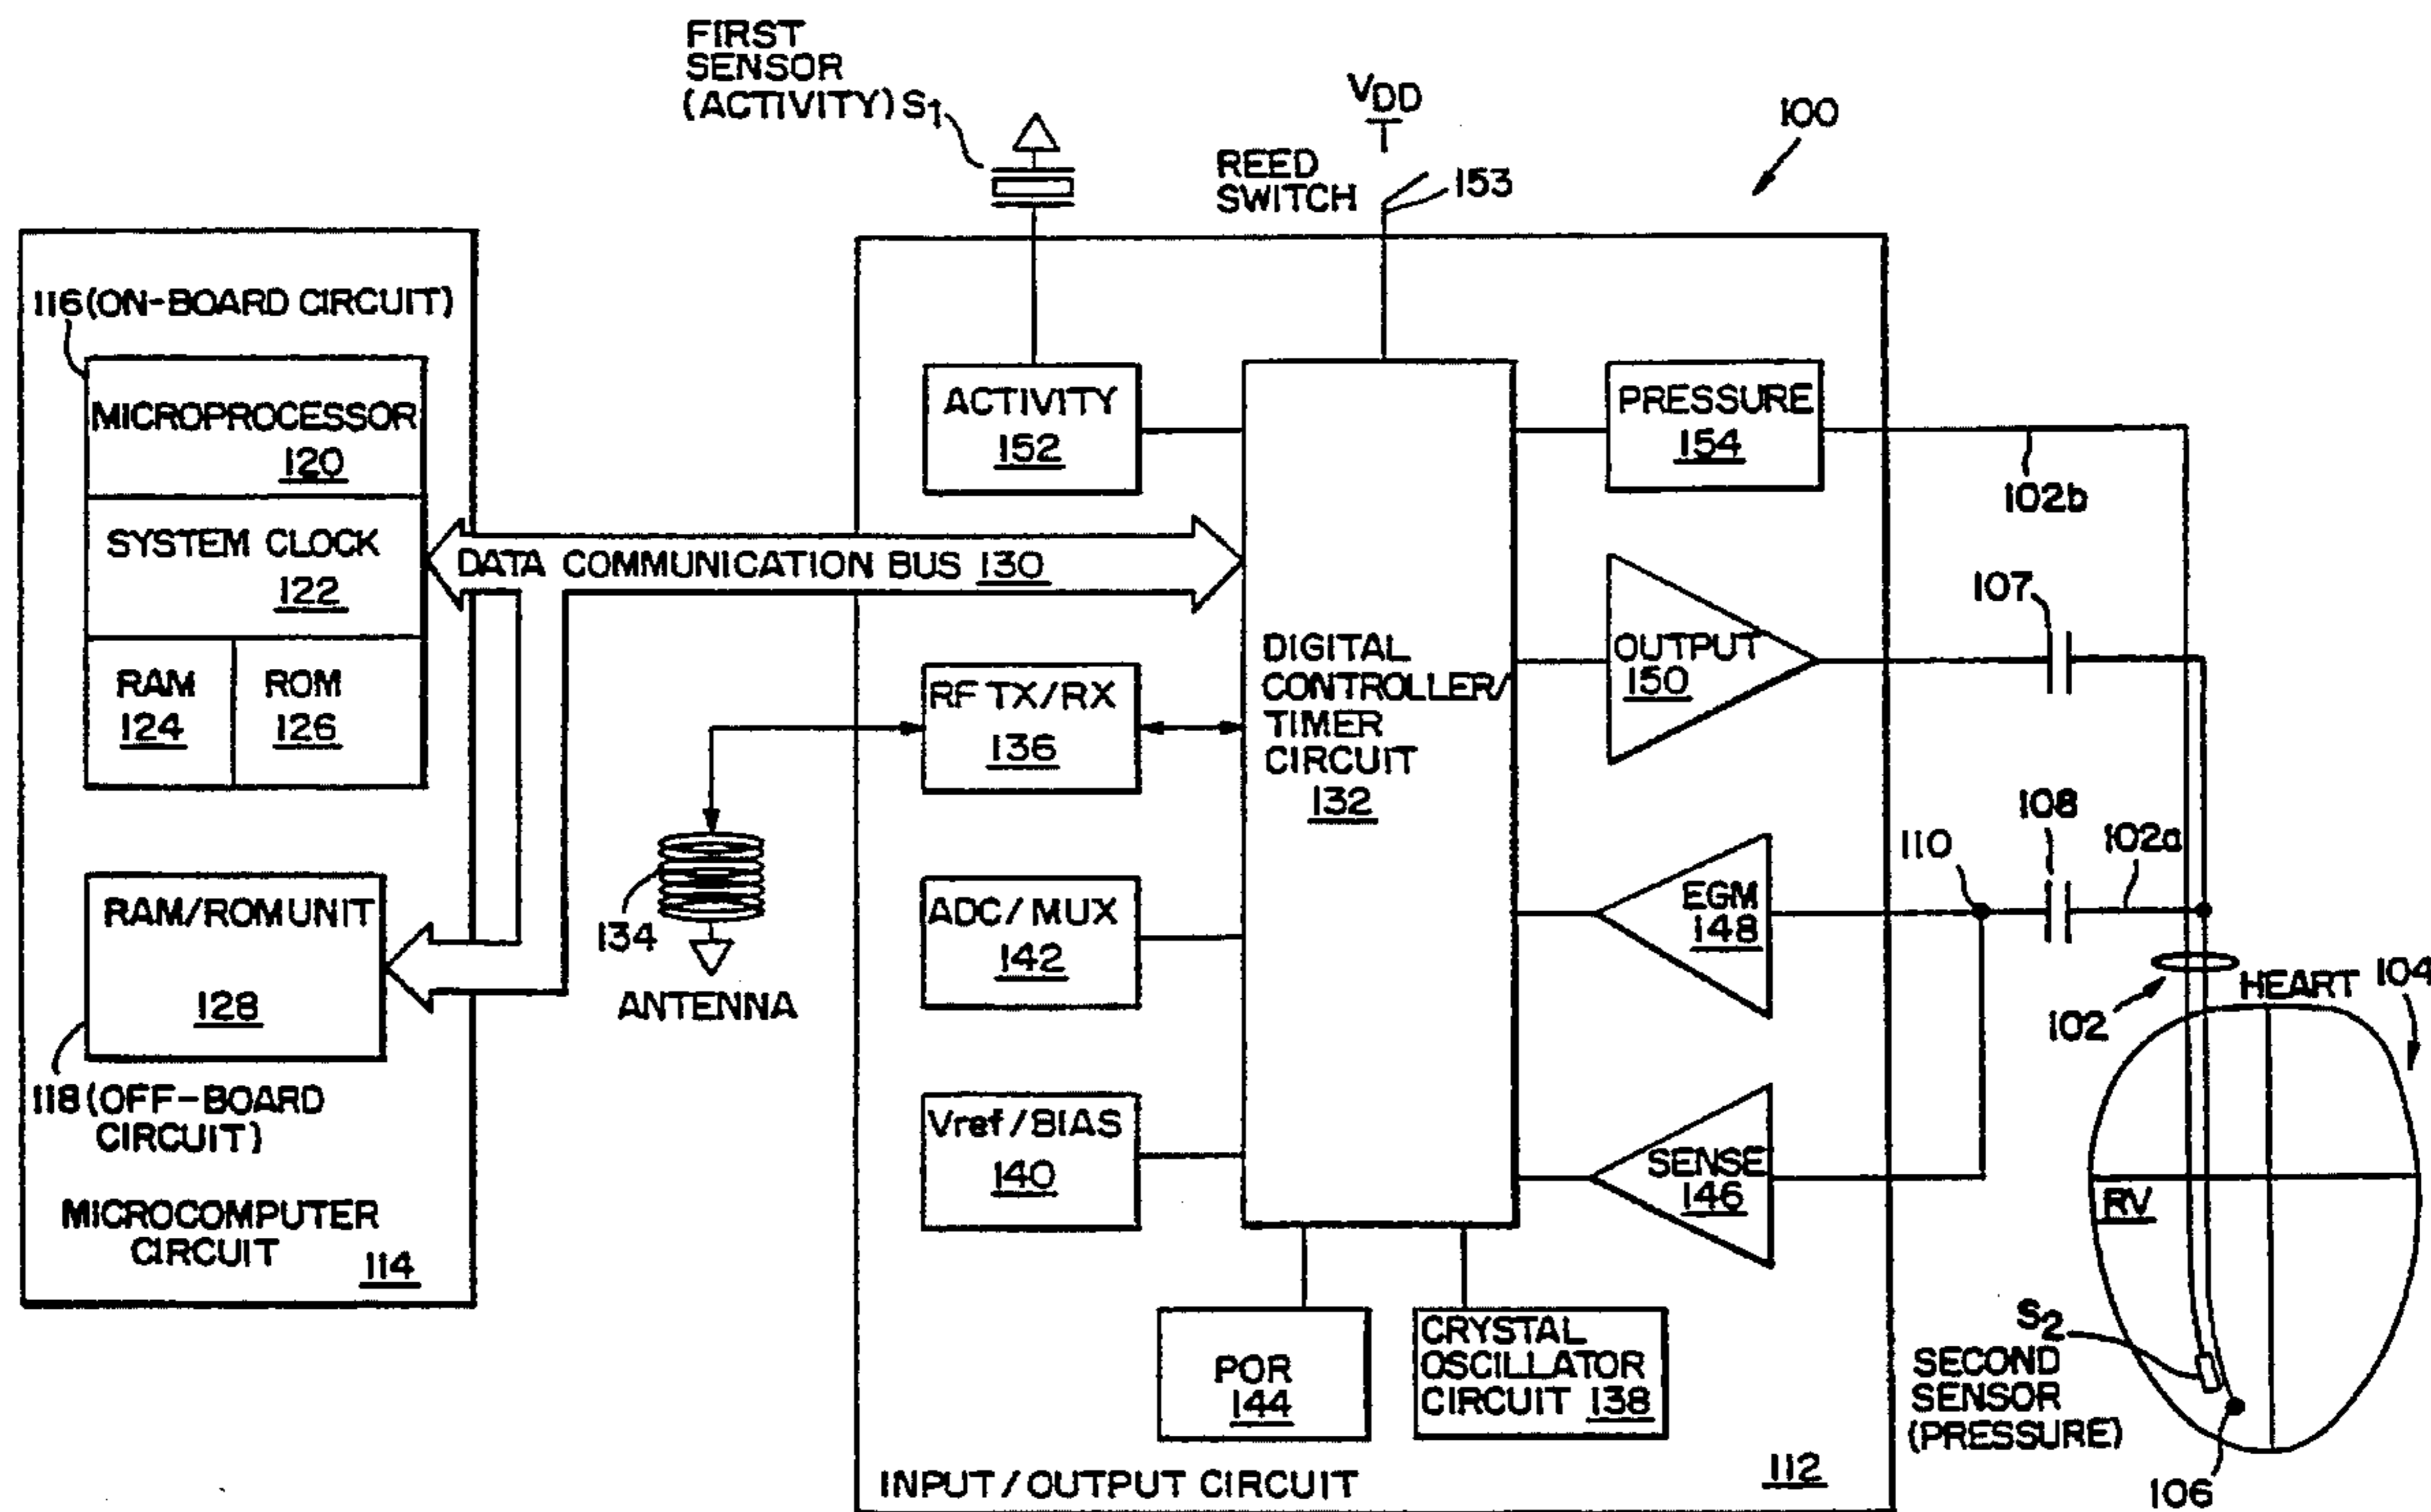 FIRST
SENSOR
(ACTIVITY) S1
VDD
REED
SWITCH
153
100
116 (ON-BOARD CIRCUIT)
MICROPROCESSOR
120
SYSTEM CLOCK
122
RAM
124
ROM
126
RAM/ROM UNIT
128
118 (OFF-BOARD
CIRCUIT)
MICROCOMPUTER
CIRCUIT
114
DATA COMMUNICATION BUS 130
ACTIVITY
152
RF TX/RX
136
134
ANTENNA
ADC/MUX
142
Vref/BIAS
140
DIGITAL
CONTROLLER/
TIMER
CIRCUIT
132
POR
144
CRYSTAL
OSCILLATOR
CIRCUIT 138
PRESSURE
154
OUTPUT
150
EGM
148
SENSE
146
INPUT/OUTPUT CIRCUIT
112
102b
107
108
110
102a
102
HEART
104
RV
S2
SECOND
SENSOR
(PRESSURE)
106